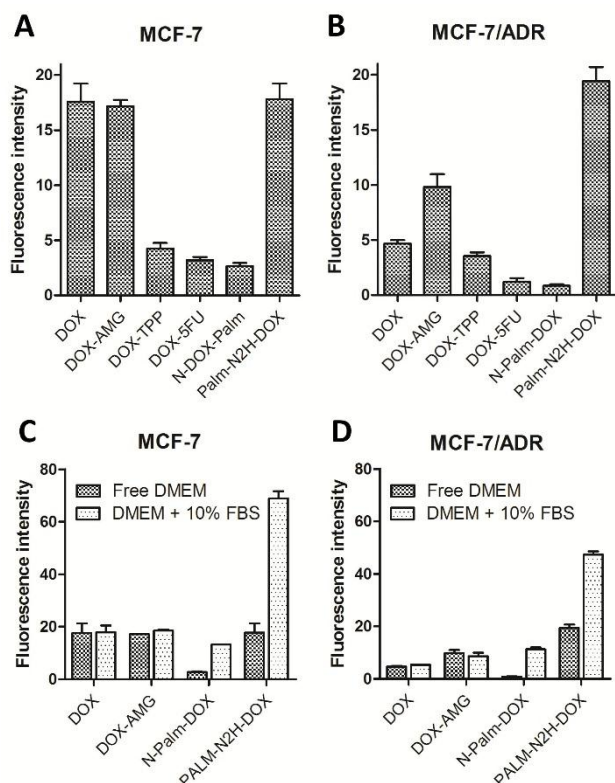 A
MCF-7
Fluorescence intensity
20
15
10
5
0
DOX
DOX-AMG
DOX-TPP
DOX-5FU
N-DOX-Palm
Palm-N2H-DOX
B
MCF-7/ADR
Fluorescence intensity
20
15
10
5
0
DOX
DOX-AMG
DOX-TPP
DOX-5FU
N-Palm-DOX
Palm-N2H-DOX
C
MCF-7
Fluorescence intensity
80
60
40
20
0
Free DMEM
DMEM + 10% FBS
DOX
DOX-AMG
N-Palm-DOX
PALM-N2H-DOX
D
MCF-7/ADR
Fluorescence intensity
80
60
40
20
0
Free DMEM
DMEM + 10% FBS
DOX
DOX-AMG
N-Palm-DOX
PALM-N2H-DOX